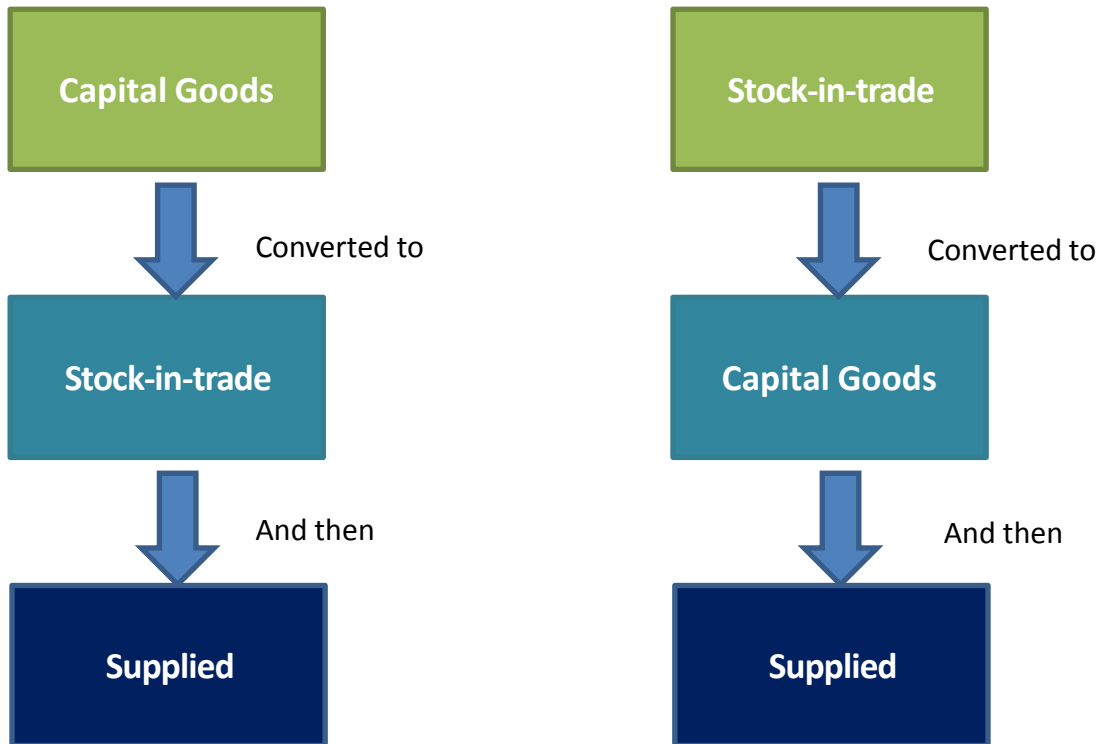 Capital Goods
Converted to
Stock-in-trade
And then
Supplied
Stock-in-trade
Converted to
Capital Goods
And then
Supplied